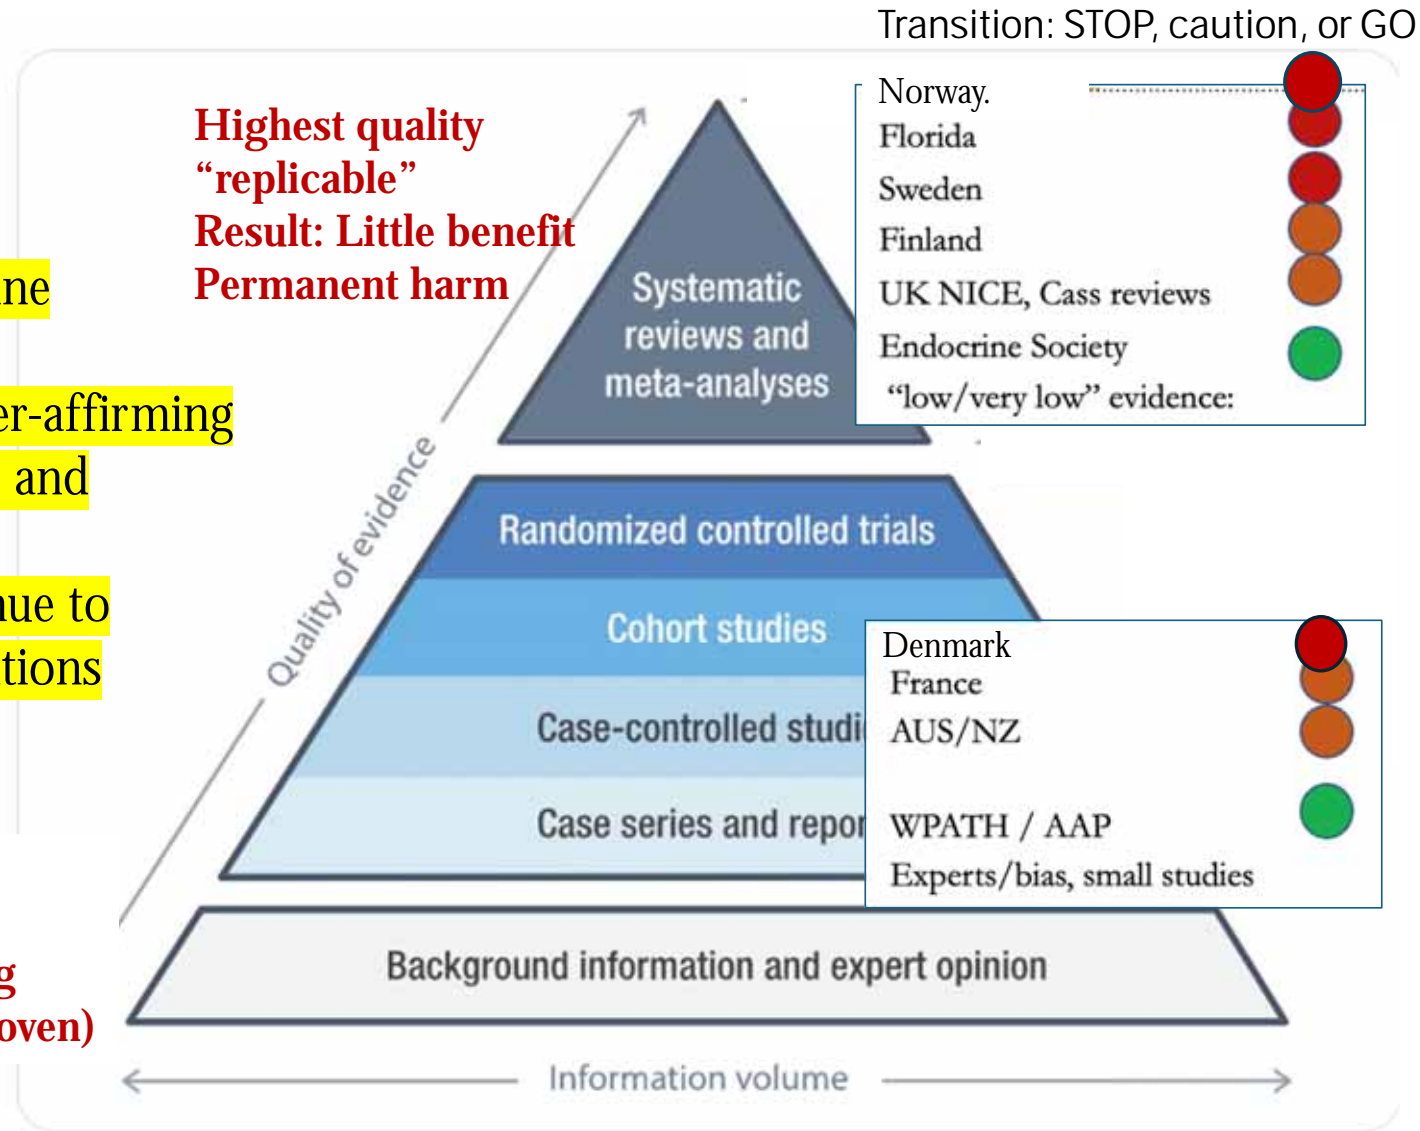 Transition: STOP, caution, or GO
Highest quality
“replicable”
Result: Little benefit
Permanent harm
ne
er-affirming
and
nue to
tions
g
oven)
Quality of evidence
Systematic
reviews and
meta-analyses
Norway.
Florida
Sweden
Finland
UK NICE, Cass reviews
Endocrine Society
“low/very low” evidence:
Randomized controlled trials
Cohort studies
Case-controlled studi
Case series and repor
Denmark
France
AUS/NZ
WPATH / AAP
Experts/bias, small studies
Background information and expert opinion
Information volume